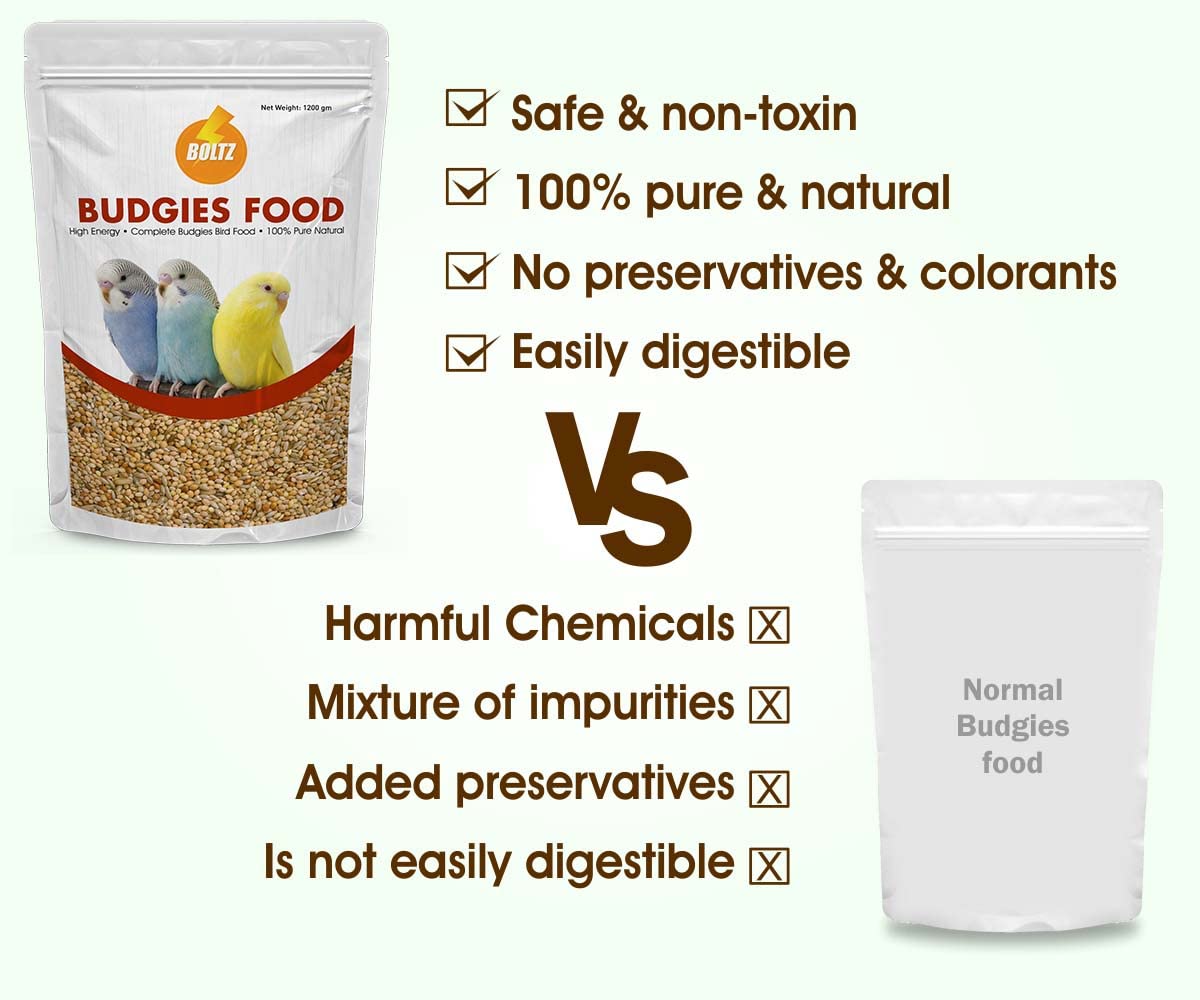 Net Weight: 1200 gm
BOLTZ
BUDGIES FOOD
High Energy • Complete Budgies Bird Food • 100% Pure Natural
Safe & non-toxin
100% pure & natural
No preservatives & colorants
Easily digestible
VS
Harmful Chemicals
Mixture of impurities
Added preservatives
Is not easily digestible
Normal
Budgies
food